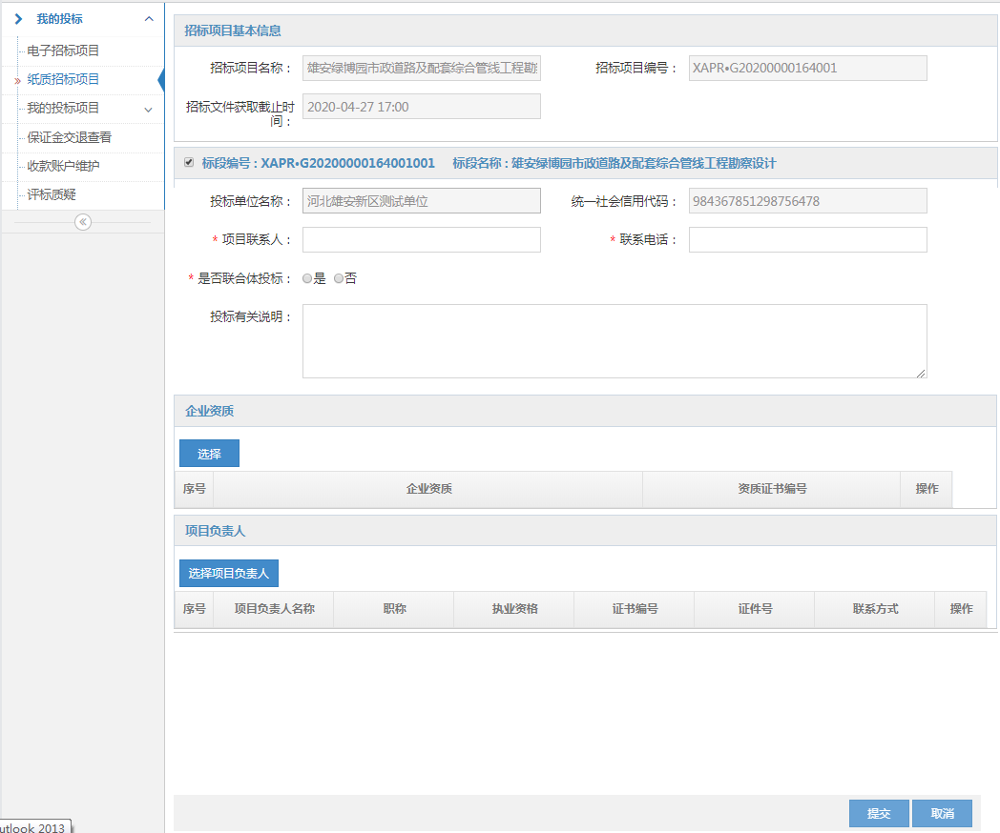 我的投标
电子招标项目
纸质招标项目
我的投标项目
保证金交退查看
收款账户维护
评标质疑
招标项目基本信息
招标项目名称： 雄安绿博园市政道路及配套综合管线工程勘察 招标项目编号： XAPR•G20200000164001
招标文件获取截止时
间： 2020-04-27 17:00
标段编号 : XAPR•G20200000164001001 标段名称 : 雄安绿博园市政道路及配套综合管线工程勘察设计
投标单位名称： 河北雄安新区测试单位 统一社会信用代码： 984367851298756478
* 项目联系人： * 联系电话：
* 是否联合体投标： 是 否
投标有关说明：
企业资质
选择
序号 企业资质 资质证书编号 操作
项目负责人
选择项目负责人
序号 项目负责人名称 职称 执业资格 证书编号 证件号 联系方式 操作
提交 取消
utlook 2013